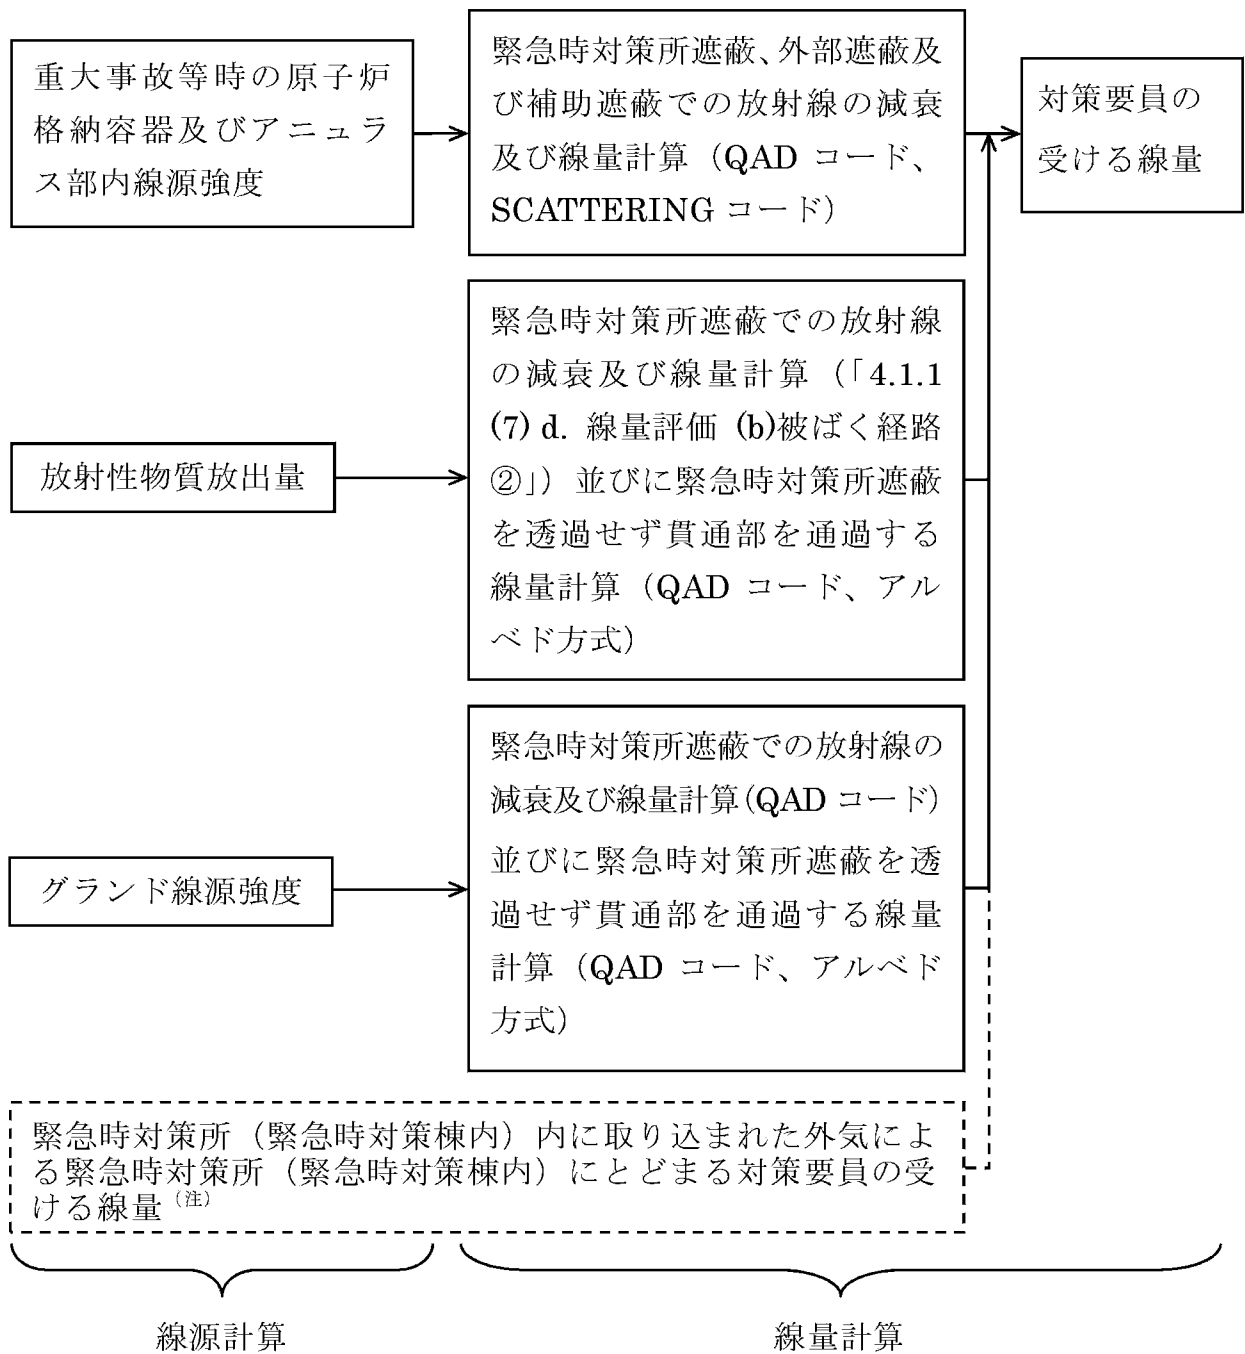 重大事故等時の原子炉
格納容器及びアニュラ
ス部内線源強度
緊急時対策所遮蔽、外部遮蔽及
び補助遮蔽での放射線の減衰
及び線量計算（QAD コード、
SCATTERING コード）
対策要員の
受ける線量
放射性物質放出量
緊急時対策所遮蔽での放射線
の減衰及び線量計算（「4.1.1
(7) d. 線量評価 (b)被ばく経路
②」）並びに緊急時対策所遮蔽
を透過せず貫通部を通過する
線量計算（QAD コード、アル
ベド方式）
グランド線源強度
緊急時対策所遮蔽での放射線の
減衰及び線量計算（QAD コード）
並びに緊急時対策所遮蔽を透
過せず貫通部を通過する線量
計算（QAD コード、アルベド
方式）
緊急時対策所（緊急時対策棟内）内に取り込まれた外気によ
る緊急時対策所（緊急時対策棟内）にとどまる対策要員の受
ける線量（注）
線源計算
線量計算